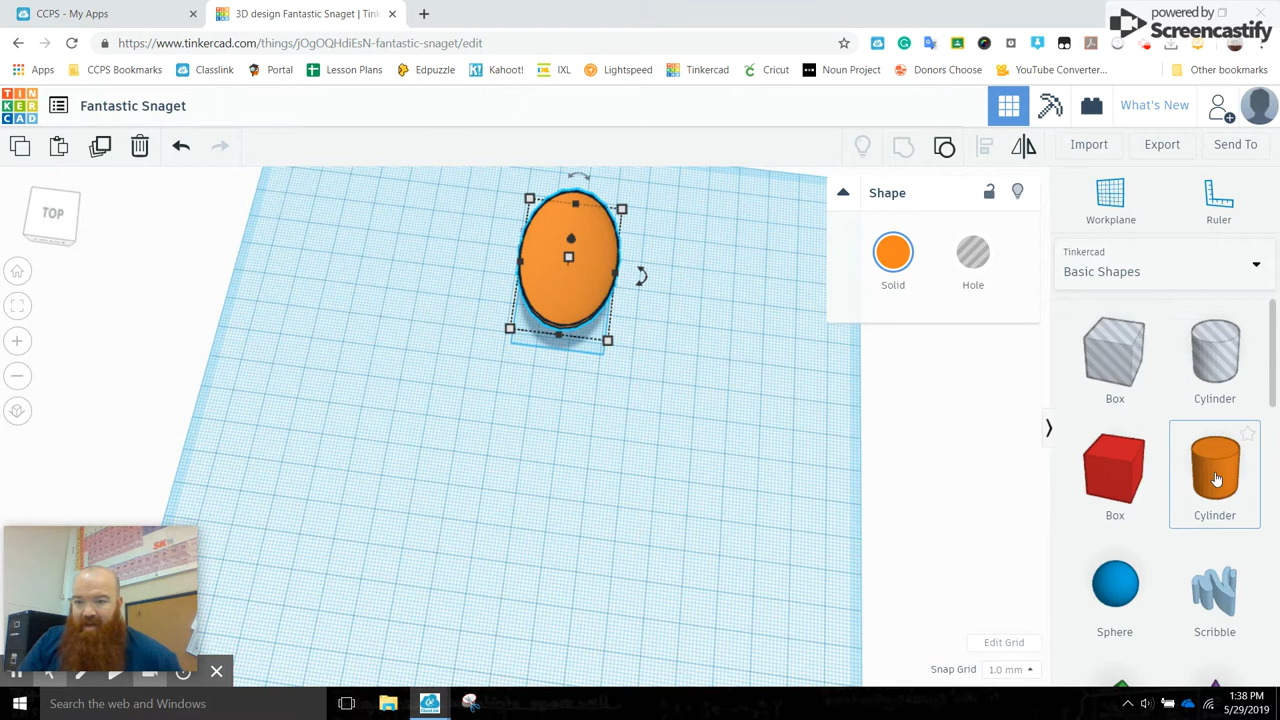 CCPS - My Apps
3D design Fantastic Snaget | Tin
powered by
Screencastify
https://www.tinkercad.com/things/jOgOQHdiEsN-fantastic-snaget/edit
Apps
CCPS Bookmarks
Classlink
Portal
Lesson Plans
Edpuzzle
Kahoot!
IXL
Lightspeed
Tinkercad
Cricut
Noun Project
Donors Choose
YouTube Converter...
Other bookmarks
TIN
KER
CAD
Fantastic Snaget
What's New
Import
Export
Send To
TOP
Shape
Solid
Hole
Workplane
Ruler
Tinkercad
Basic Shapes
Box
Cylinder
Box
Cylinder
Sphere
Scribble
Edit Grid
Snap Grid
1.0 mm
Search the web and Windows
1:38 PM
5/29/2019